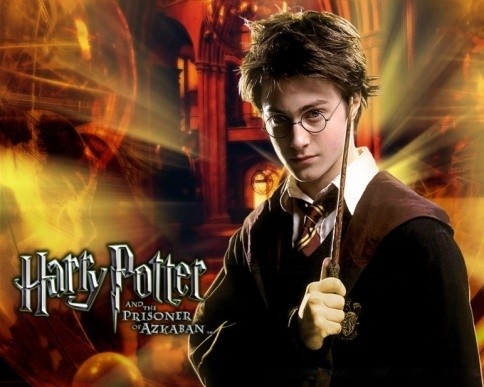 Harry Potter
AND THE
PRISONER
OF AZKABAN